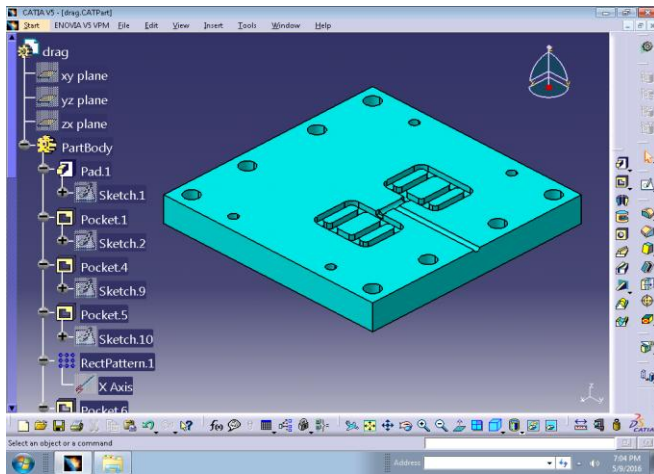 CATIA V5 - [drag.CATPart]
Start ENOVIA V5 VPM File Edit View Insert Tools Window Help
drag
xy plane
yz plane
zx plane
PartBody
Pad.1
Sketch.1
Pocket.1
Sketch.2
Pocket.4
Sketch.9
Pocket.5
Sketch.10
RectPattern.1
X Axis
Pocket.6
Select an object or a command
Address
7:04 PM
5/8/2016
CATIA